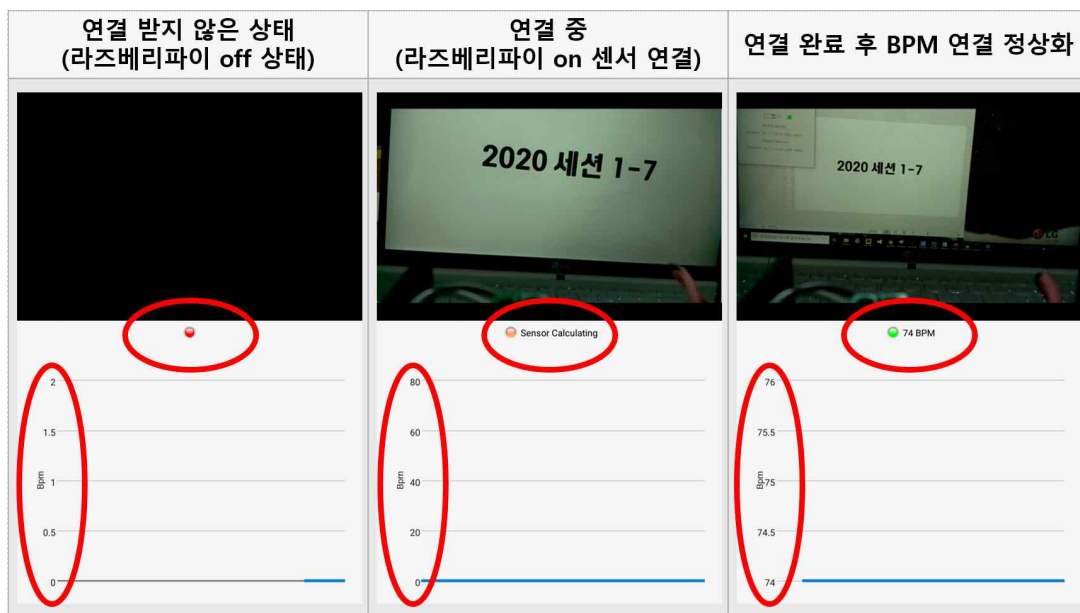 연결 받지 않은 상태
(라즈베리파이 off 상태)
연결 중
(라즈베리파이 on 센서 연결)
연결 완료 후 BPM 연결 정상화
2020 세션 1-7
LG
2020 세션 1-7
LG
Sensor Calculating
74 BPM
2
1.5
1
0.5
0
Bpm
80
60
40
20
0
Bpm
76
75.5
75
74.5
74
Bpm